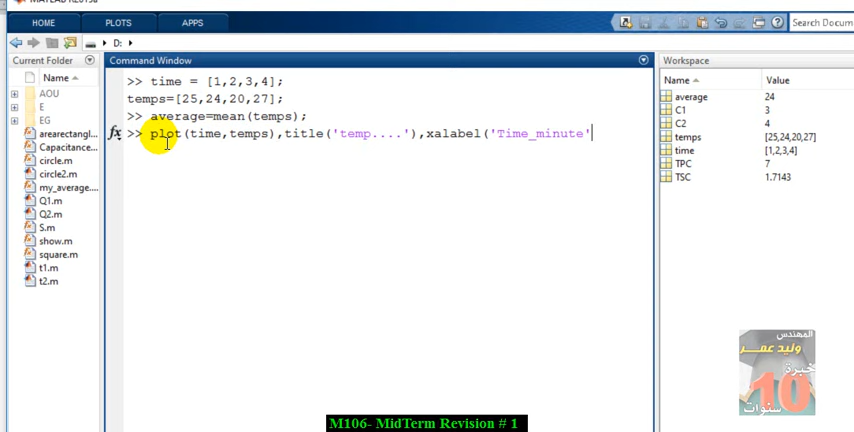 HOME PLOTS APPS
Search Docum
D:
Current Folder
Command Window
Workspace
Name
Name Value
AOU
E
EG
arearectangl...
Capacitance...
circle.m
circle2.m
my_average....
Q1.m
Q2.m
S.m
show.m
square.m
t1.m
t2.m
>> time = [1,2,3,4];
temps=[25,24,20,27];
>> average=mean(temps);
fx >> plot(time,temps),title('temp....'),xalabel('Time_minute'
average 24
C1 3
C2 4
temps [25,24,20,27]
time [1,2,3,4]
TPC 7
TSC 1.7143
المهندس
وليد عمر
خبرة
10
سنوات
M106- MidTerm Revision # 1